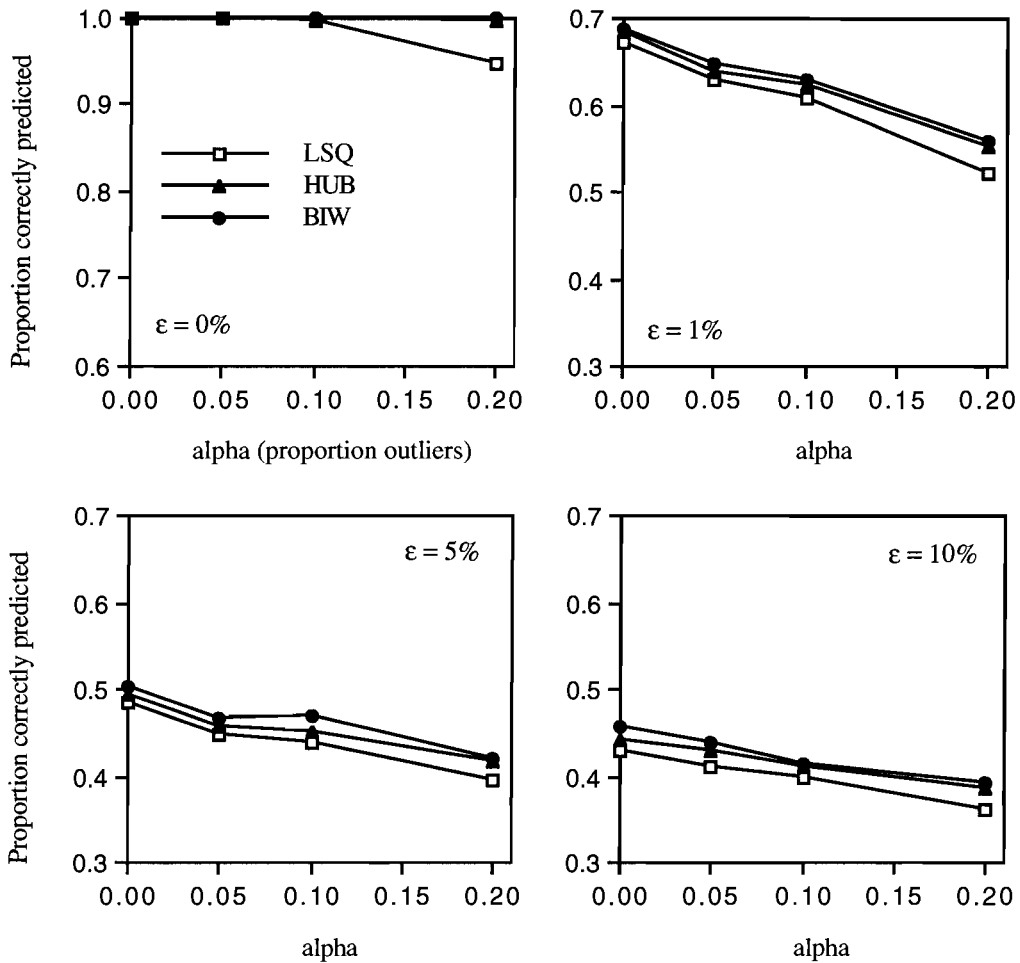 Proportion correctly predicted
1.0
0.9
0.8
0.7
0.6
LSQ
HUB
BIW
ε = 0%
0.00 0.05 0.10 0.15 0.20
alpha (proportion outliers)
0.7
0.6
0.5
0.4
0.3
ε = 1%
0.00 0.05 0.10 0.15 0.20
alpha
Proportion correctly predicted
0.7
0.6
0.5
0.4
0.3
ε = 5%
0.00 0.05 0.10 0.15 0.20
alpha
0.7
0.6
0.5
0.4
0.3
ε = 10%
0.00 0.05 0.10 0.15 0.20
alpha